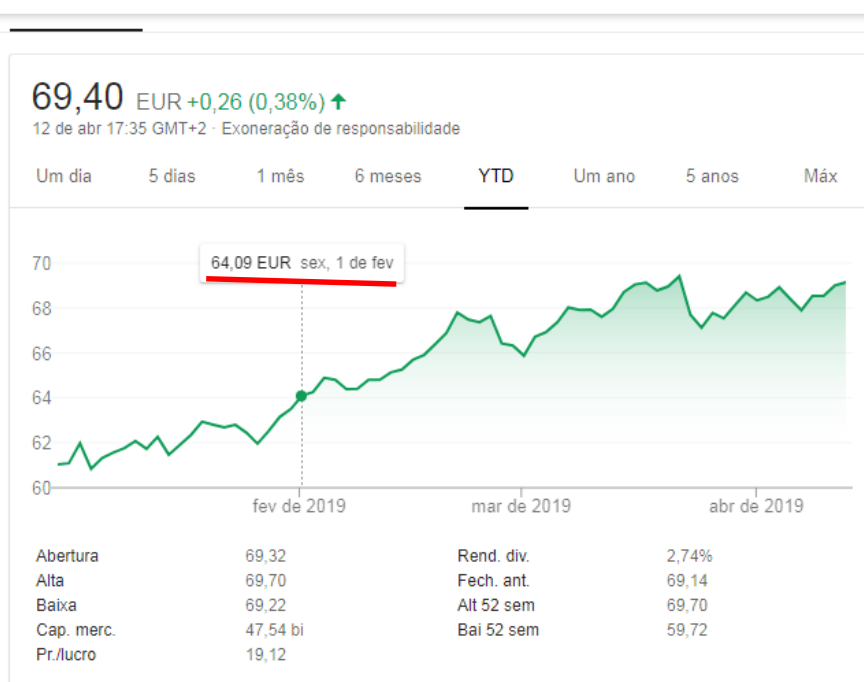 69,40 EUR +0,26 (0,38%)
12 de abr 17:35 GMT+2 · Exoneração de responsabilidade
Um dia 5 dias 1 mês 6 meses YTD Um ano 5 anos Máx
64,09 EUR sex, 1 de fev
70
68
66
64
62
60
fev de 2019 mar de 2019 abr de 2019
Abertura 69,32 Rend. div. 2,74%
Alta 69,70 Fech. ant. 69,14
Baixa 69,22 Alt 52 sem 69,70
Cap. merc. 47,54 bi Bai 52 sem 59,72
Pr./lucro 19,12